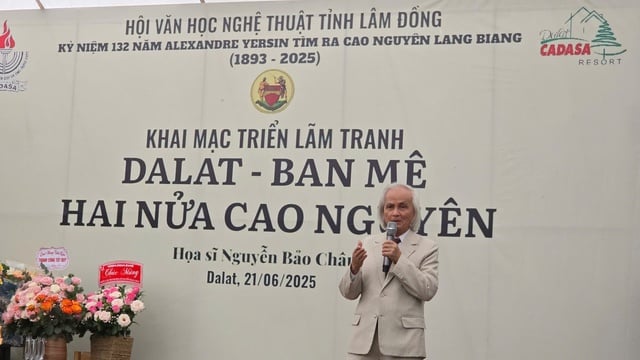 HỘI VĂN HỌC NGHỆ THUẬT TỈNH LÂM ĐỒNG
KỶ NIỆM 132 NĂM ALEXANDRE YERSIN TÌM RA CAO NGUYÊN LANG BIANG
(1893 - 2025)
Dalat
CADASA
RESORT
KHAI MẠC TRIỂN LÃM TRANH
DALAT - BAN MÊ
HAI NỬA CAO NGUYÊN
Họa sĩ Nguyễn Bảo Chân
Dalat, 21/06/2025
Chúc Mừng